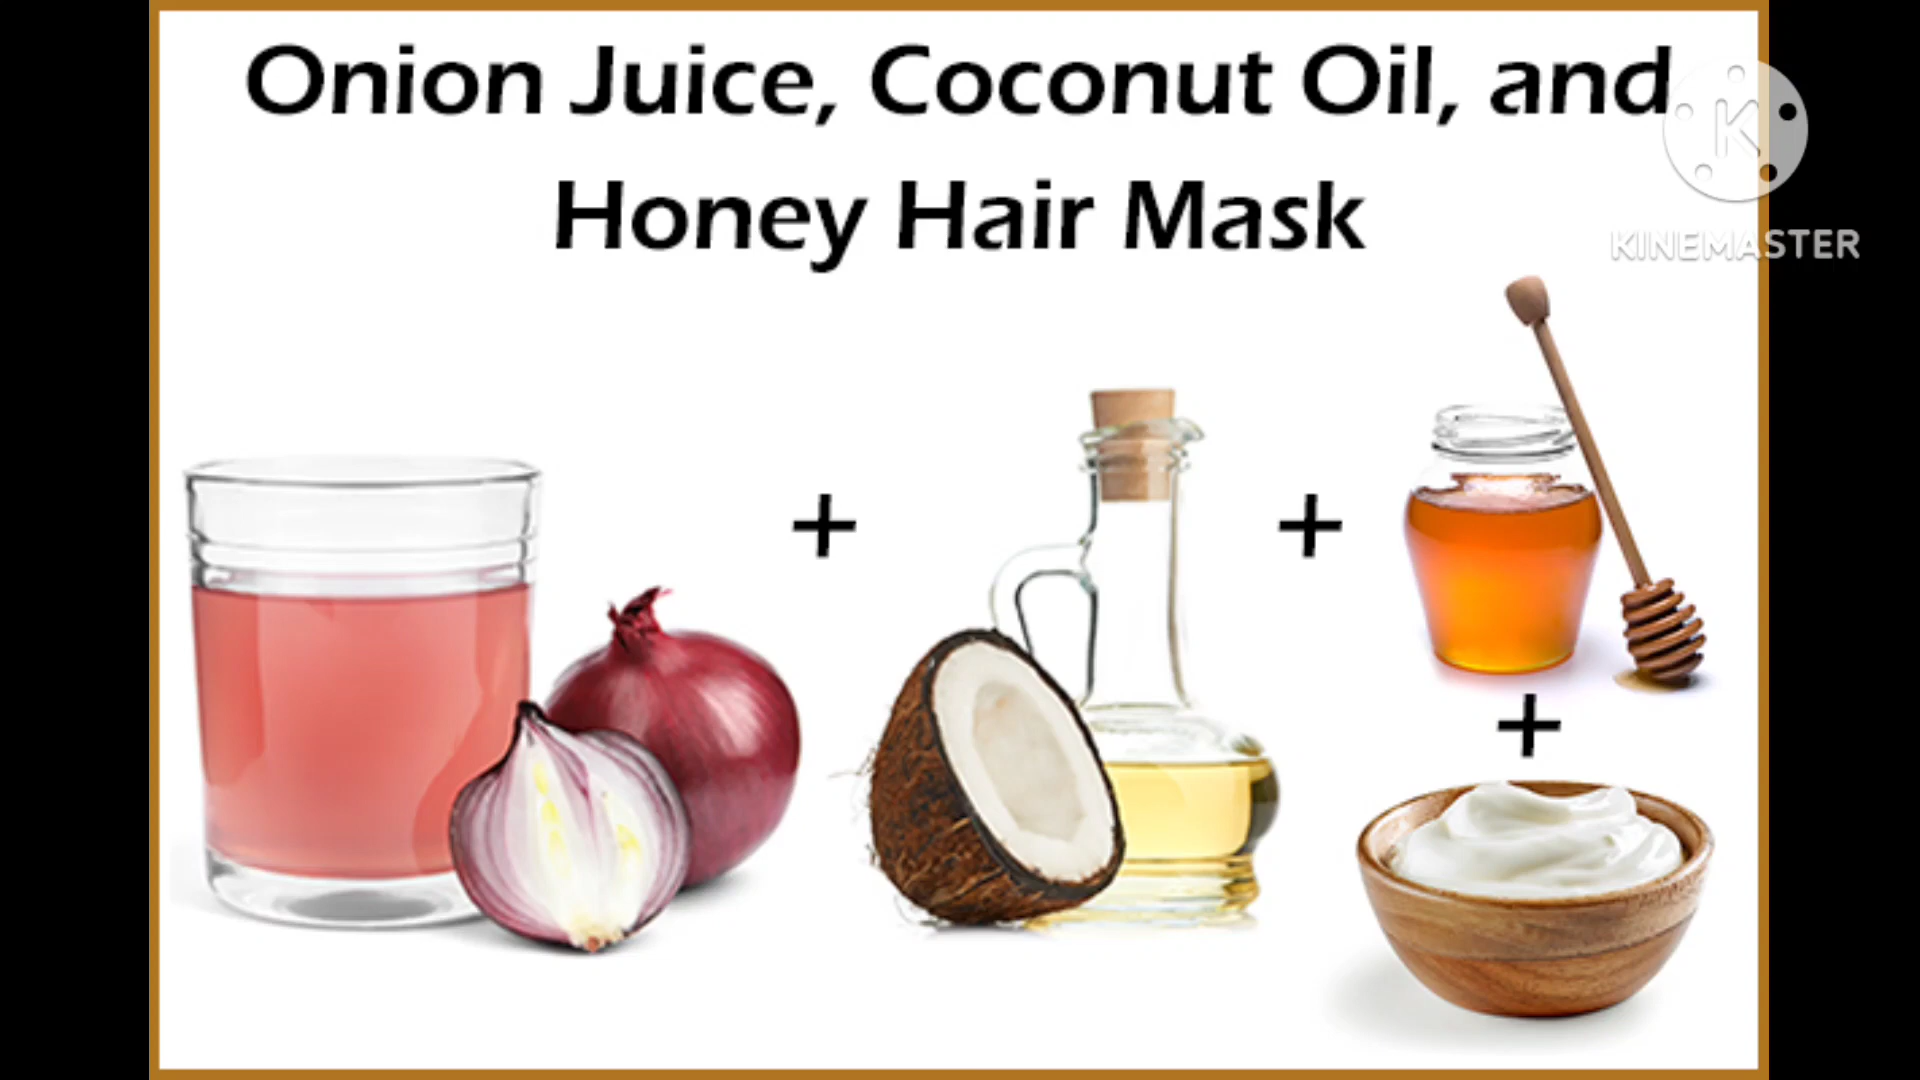 Onion Juice, Coconut Oil, and
Honey Hair Mask
K
KINEMASTER
+
+
+